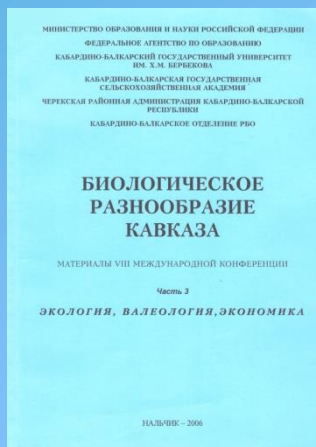 МИНИСТЕРСТВО ОБРАЗОВАНИЯ И НАУКИ РОССИЙСКОЙ ФЕДЕРАЦИИ
ФЕДЕРАЛЬНОЕ АГЕНТСТВО ПО ОБРАЗОВАНИЮ
КАБАРДИНО-БАЛКАРСКИЙ ГОСУДАРСТВЕННЫЙ УНИВЕРСИТЕТ
ИМ. Х.М. БЕРБЕКОВА
КАБАРДИНО-БАЛКАРСКАЯ ГОСУДАРСТВЕННАЯ
СЕЛЬСКОХОЗЯЙСТВЕННАЯ АКАДЕМИЯ
ЧЕРЕКСКАЯ РАЙОННАЯ АДМИНИСТРАЦИЯ КАБАРДИНО-БАЛКАРСКОЙ
РЕСПУБЛИКИ
КАБАРДИНО-БАЛКАРСКОЕ ОТДЕЛЕНИЕ РБО
БИОЛОГИЧЕСКОЕ
РАЗНООБРАЗИЕ
КАВКАЗА
МАТЕРИАЛЫ VIII МЕЖДУНАРОДНОЙ КОНФЕРЕНЦИИ
Часть 3
ЭКОЛОГИЯ, ВАЛЕОЛОГИЯ,ЭКОНОМИКА
НАЛЬЧИК – 2006